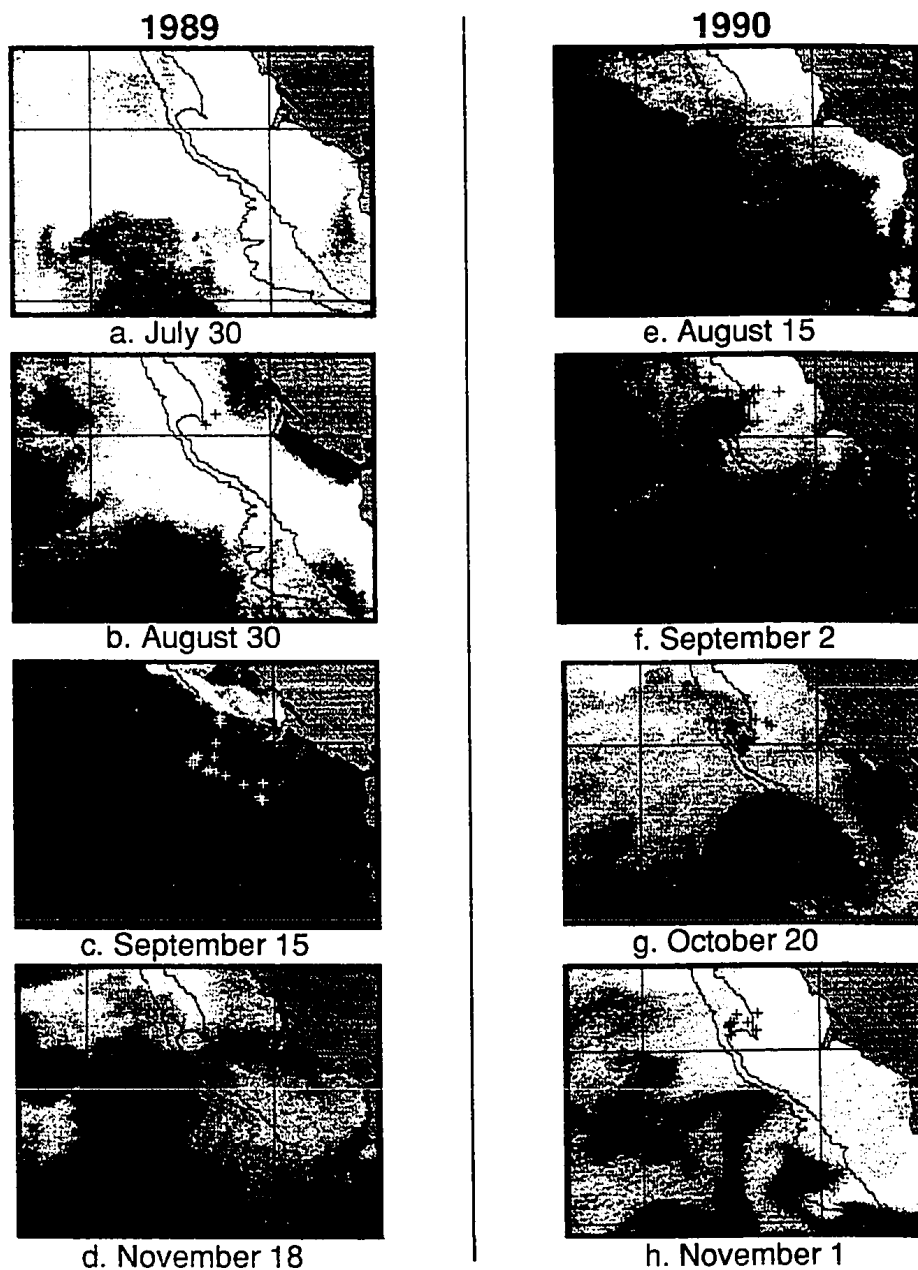 1989
a. July 30
b. August 30
c. September 15
d. November 18
1990
e. August 15
f. September 2
g. October 20
h. November 1